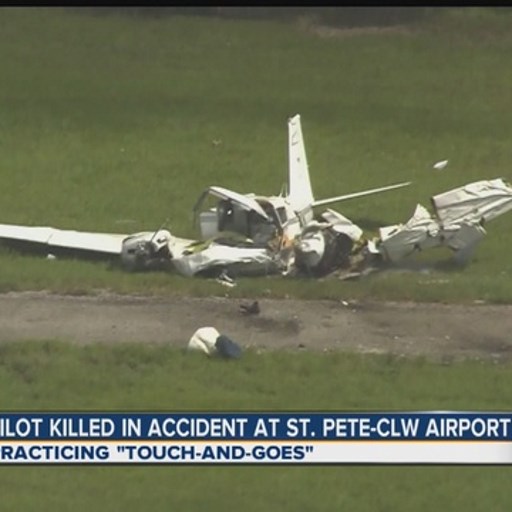 ILOT KILLED IN ACCIDENT AT ST. PETE-CLW AIRPORT
RACTICING "TOUCH-AND-GOES"